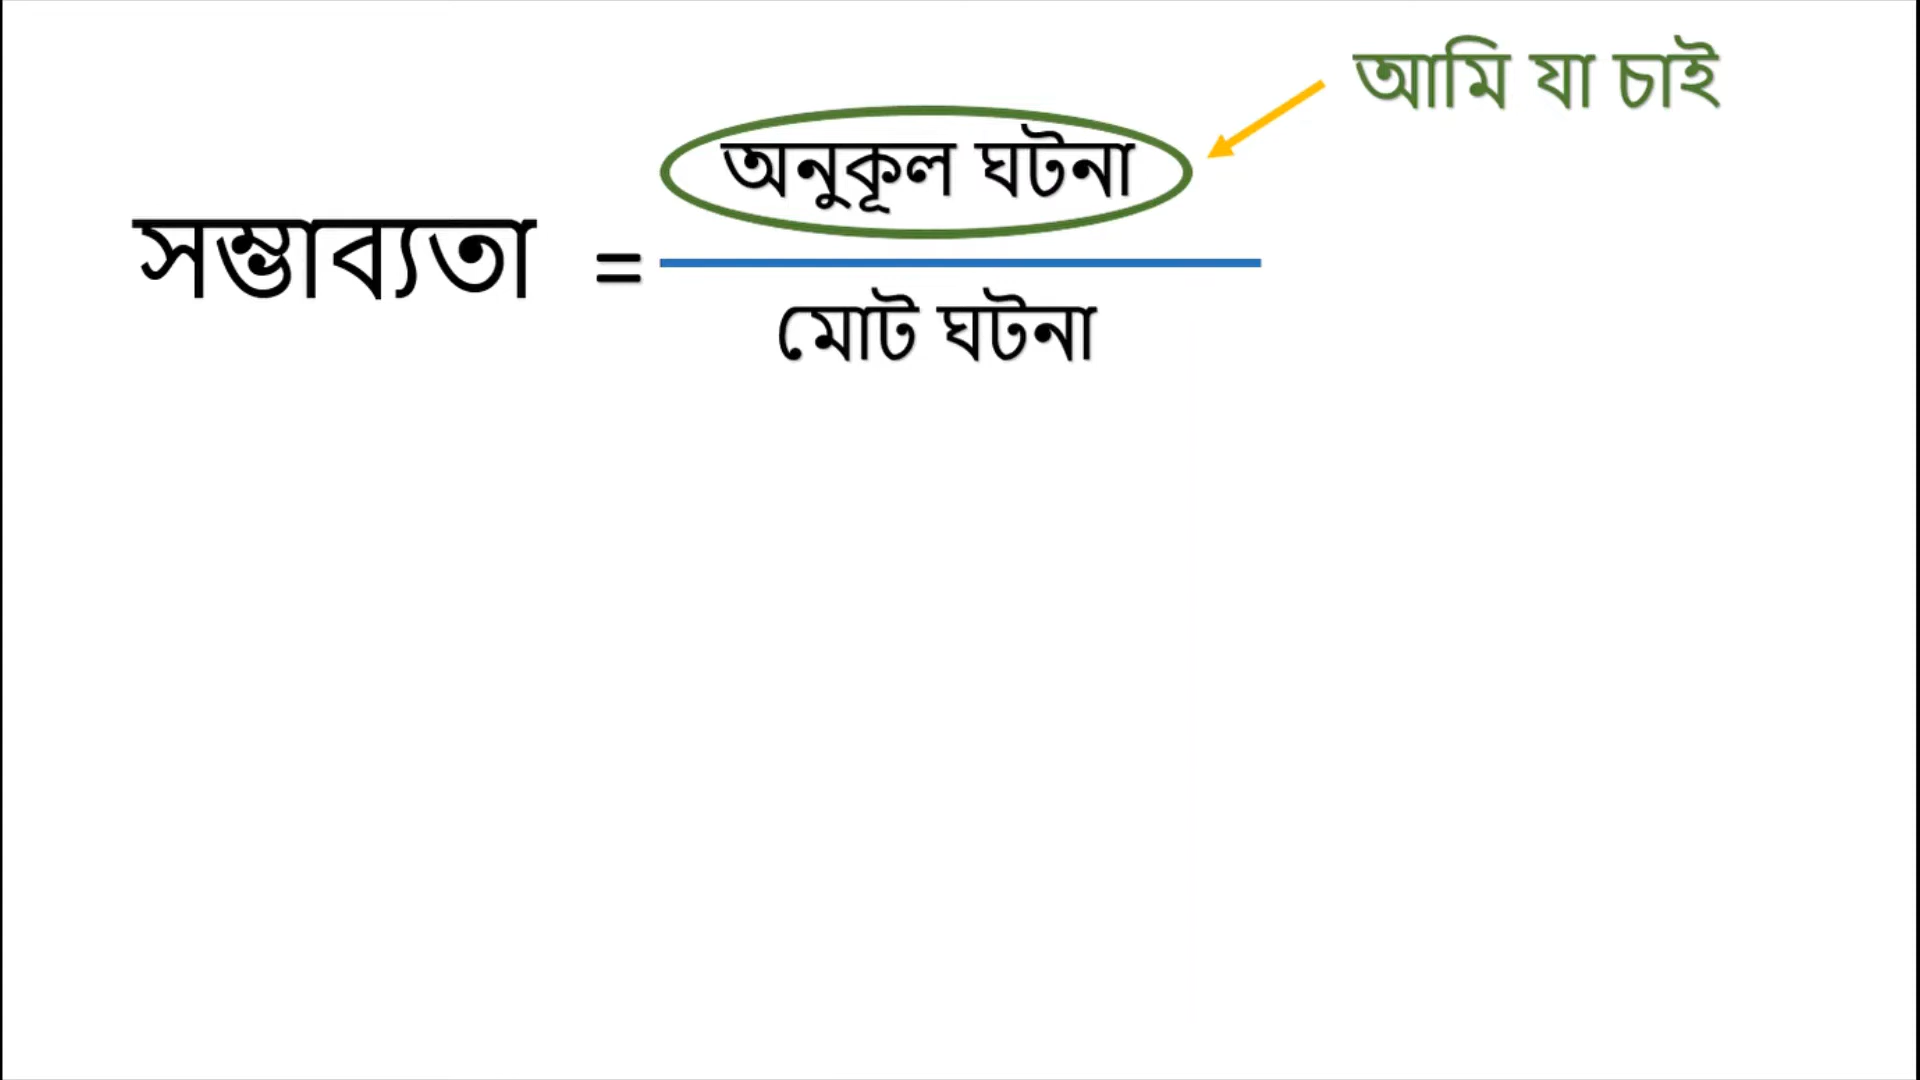 আমি যা চাই
অনুকূল ঘটনা
সম্ভাব্যতা =
মোট ঘটনা